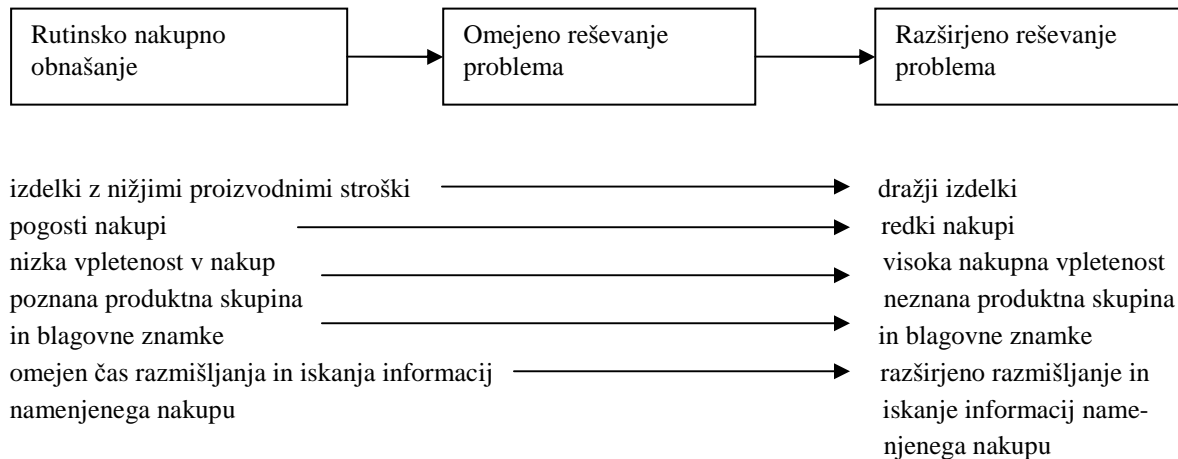 Rutinsko nakupno
obnašanje
Omejeno reševanje
problema
Razširjeno reševanje
problema
izdelki z nižjimi proizvodnimi stroški
dražji izdelki
pogosti nakupi
redki nakupi
nizka vpletenost v nakup
visoka nakupna vpletenost
poznana produktna skupina
neznana produktna skupina
in blagovne znamke
in blagovne znamke
omejen čas razmišljanja in iskanja informacij
razširjeno razmišljanje in
namenjenega nakupu
iskanje informacij name-
njenega nakupu